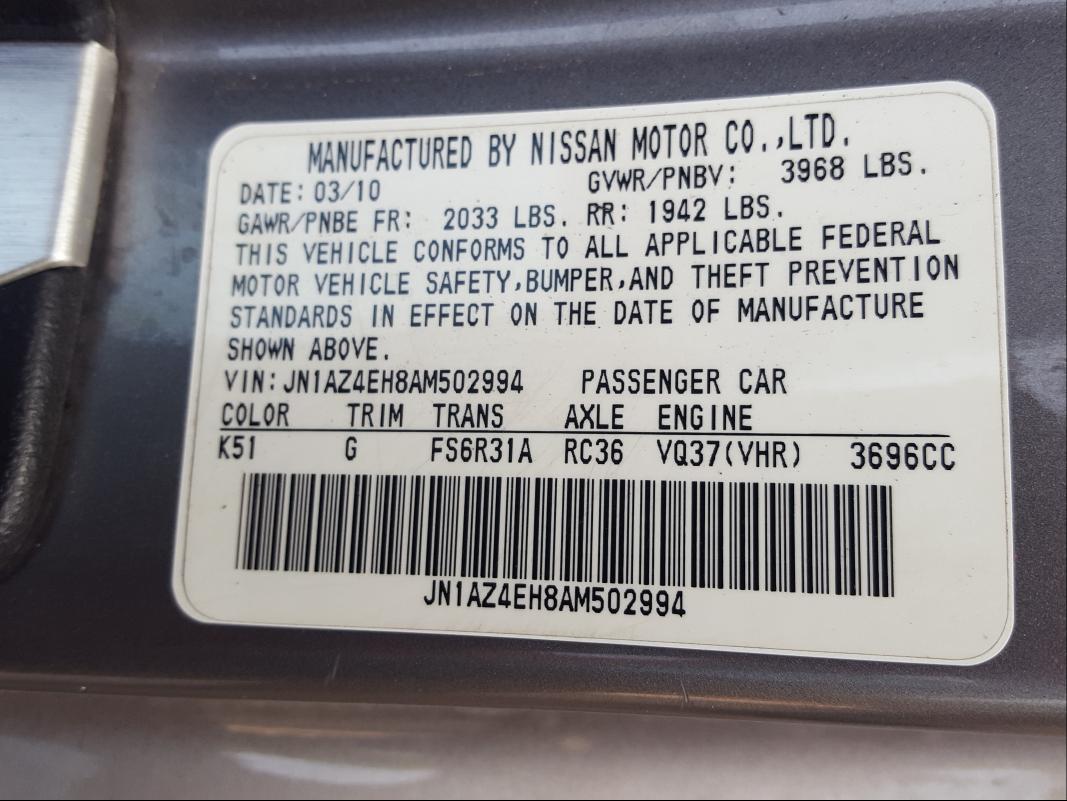 MANUFACTURED BY NISSAN MOTOR CO.,LTD.
DATE: 03/10 GVWR/PNBV: 3968 LBS.
GAWR/PNBE FR: 2033 LBS. RR: 1942 LBS.
THIS VEHICLE CONFORMS TO ALL APPLICABLE FEDERAL
MOTOR VEHICLE SAFETY,BUMPER,AND THEFT PREVENTION
STANDARDS IN EFFECT ON THE DATE OF MANUFACTURE
SHOWN ABOVE.
VIN:JN1AZ4EH8AM502994 PASSENGER CAR
COLOR TRIM TRANS AXLE ENGINE
K51 G FS6R31A RC36 VQ37(VHR) 3696CC
JN1AZ4EH8AM502994